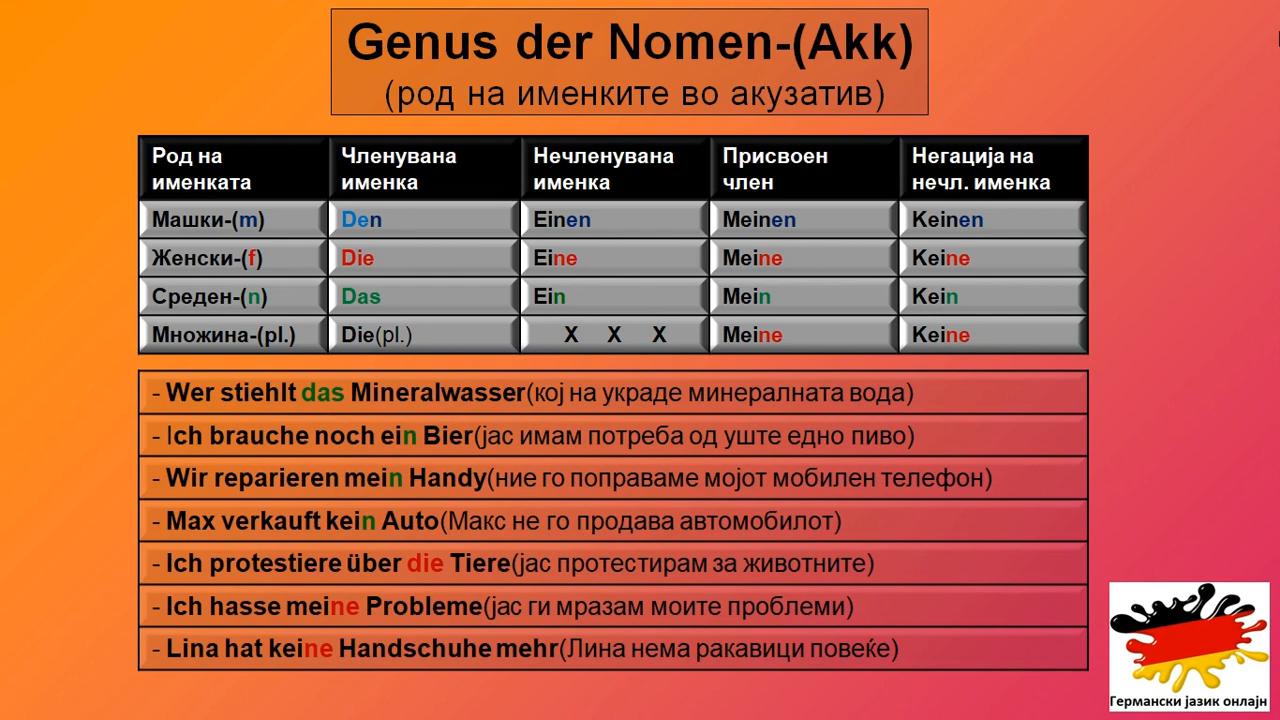 Genus der Nomen-(Akk)
(род на именките во акузатив)
Род на именката Членувана именка Нечленувана именка Присвоен член Негација на нечл. именка
Машки-(m) Den Einen Meinen Keinen
Женски-(f) Die Eine Meine Keine
Среден-(n) Das Ein Mein Kein
Множина-(pl.) Die(pl.) X X X Meine Keine
- Wer stiehlt das Mineralwasser(кој на украде минералната вода)
- Ich brauche noch ein Bier(јас имам потреба од уште едно пиво)
- Wir reparieren mein Handy(ние го поправаме мојот мобилен телефон)
- Max verkauft kein Auto(Макс не го продава автомобилот)
- Ich protestiere über die Tiere(јас протестирам за животните)
- Ich hasse meine Probleme(јас ги мразам моите проблеми)
- Lina hat keine Handschuhe mehr(Лина нема ракавици повеќе)
Германски јазик онлајн